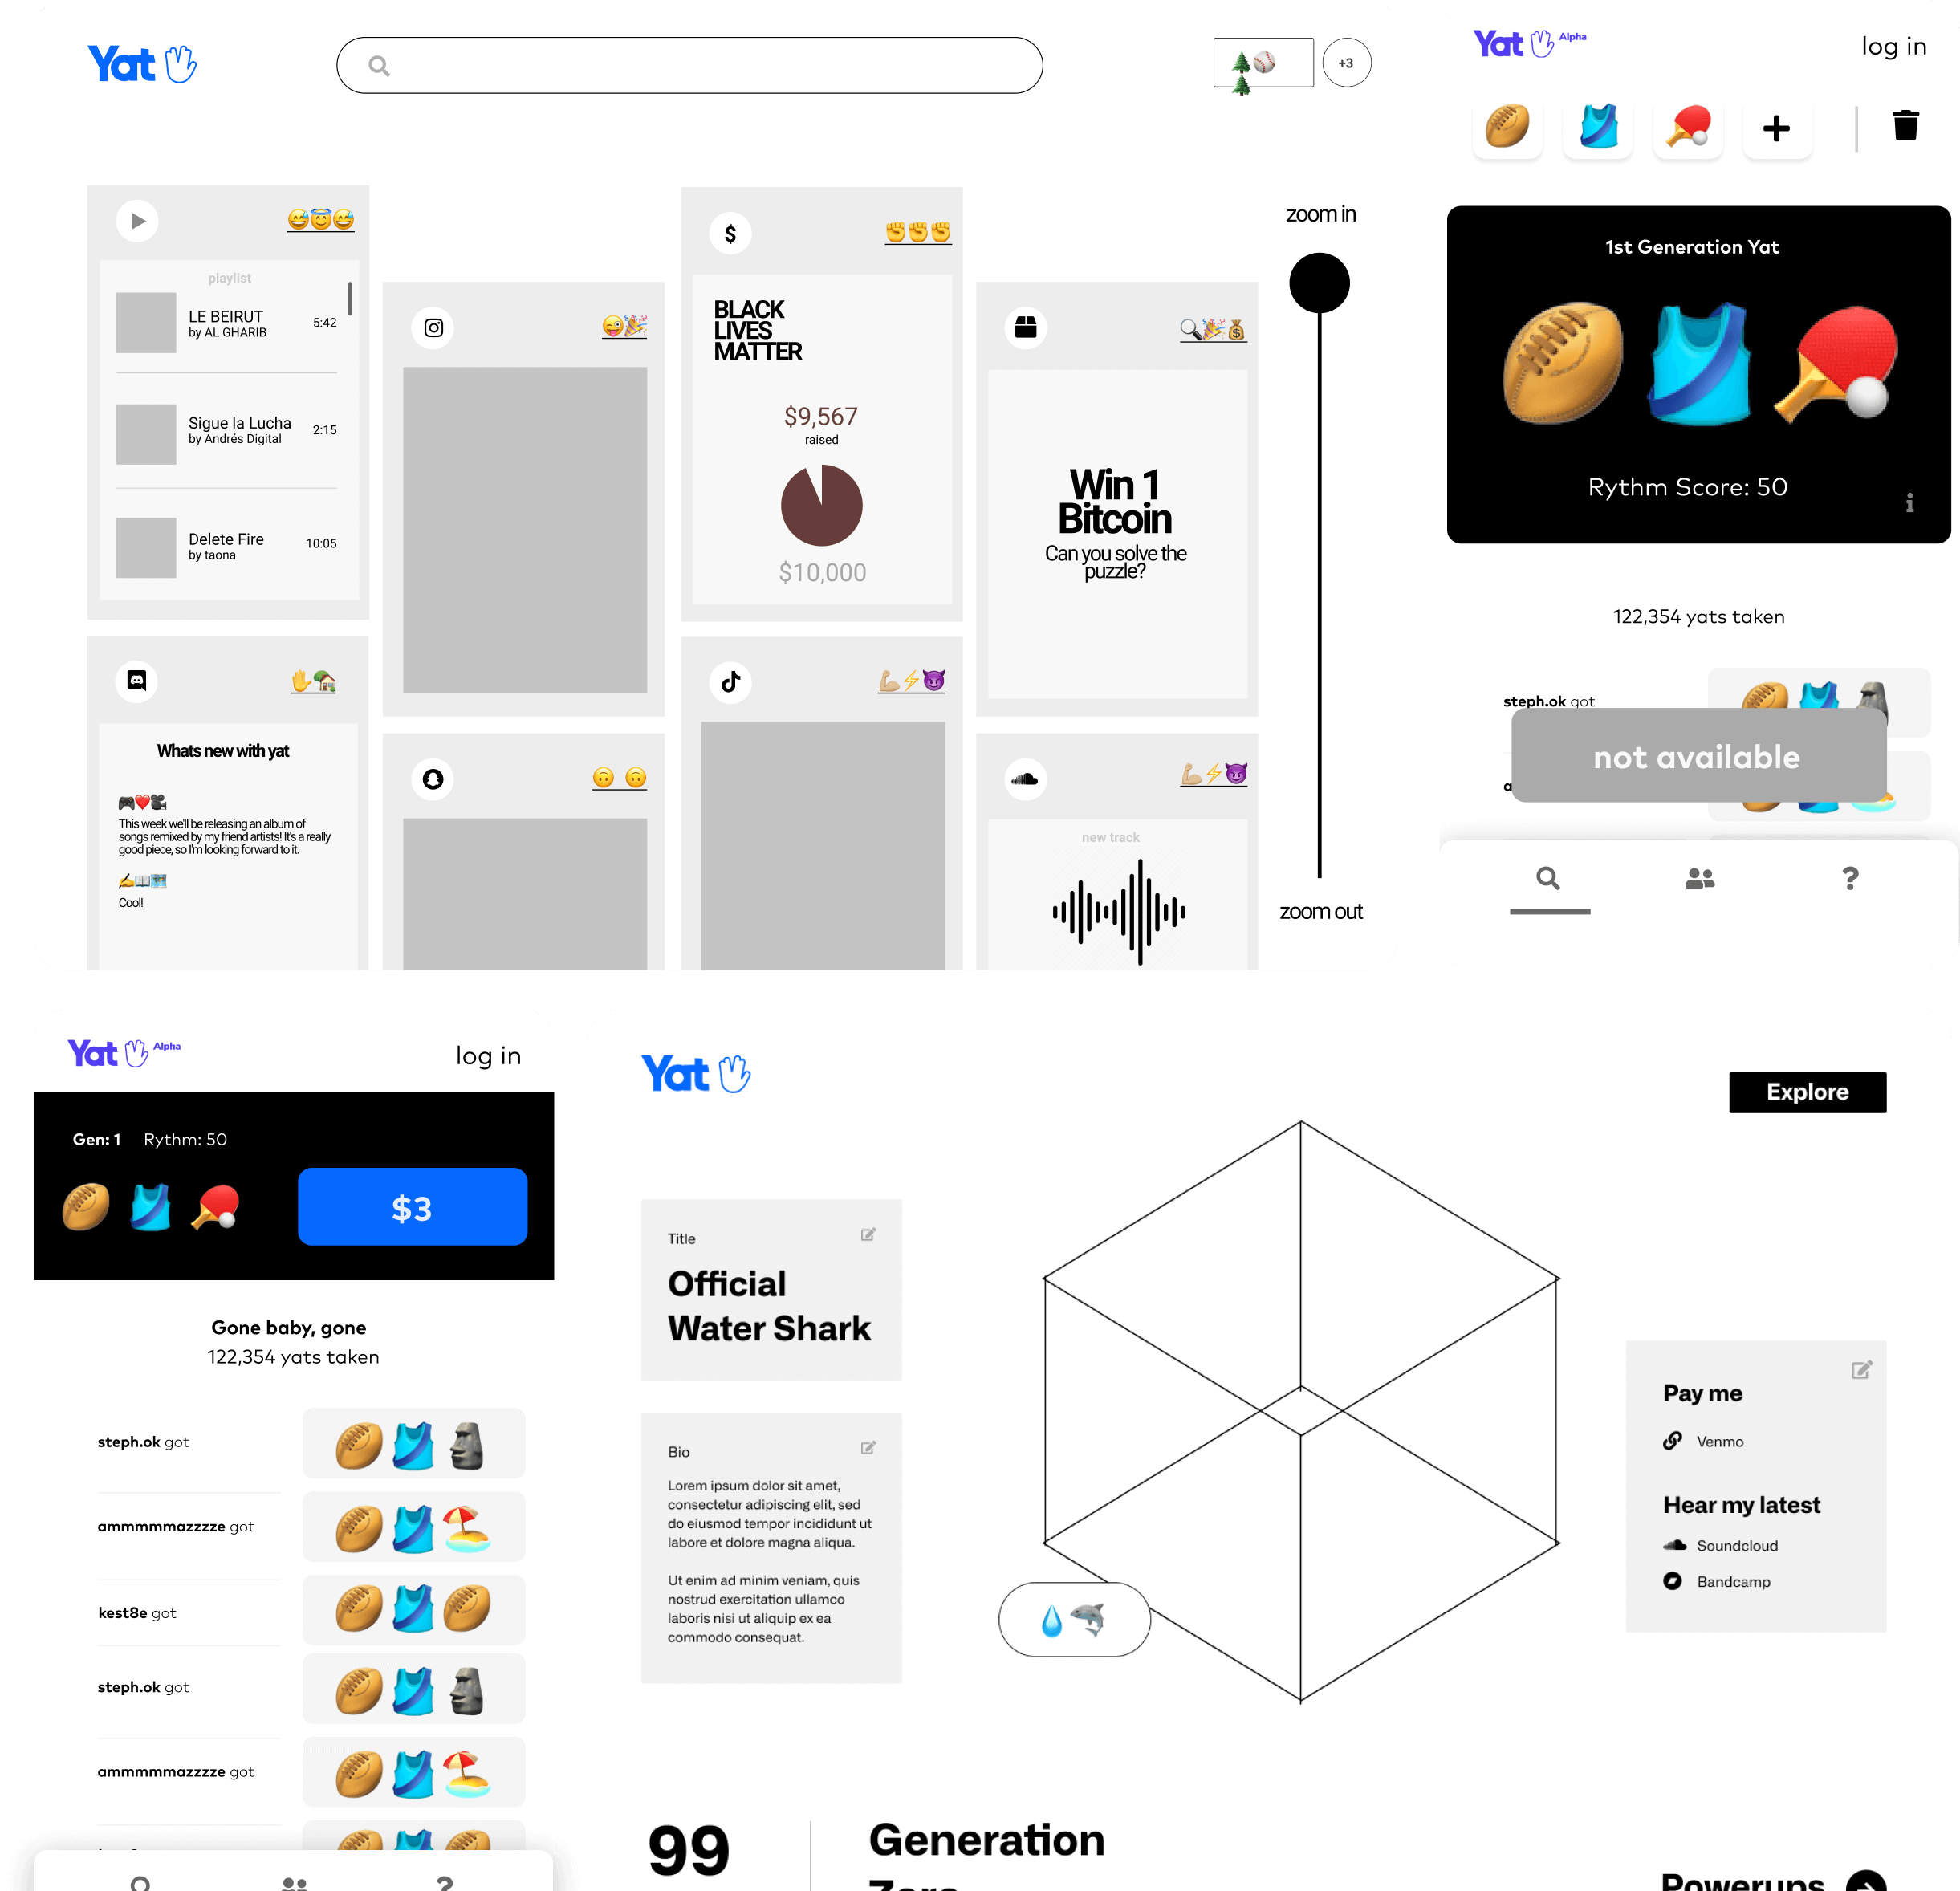 Yat
+3
playlist
LE BEIRUT
by AL GHARIB
5:42
Sigue la Lucha
by Andrés Digital
2:15
Delete Fire
by taona
10:05
$
BLACK
LIVES
MATTER
$9,567
raised
$10,000
Win 1
Bitcoin
Can you solve the
puzzle?
zoom in
zoom out
Whats new with yat
This week we'll be releasing an album of
songs remixed by my friend artists! It's a really
good piece, so I'm looking forward to it.
Cool!
new track
Yat Alpha
log in
1st Generation Yat
Rythm Score: 50
122,354 yats taken
steph.ok got
not available
?
Yat Alpha
log in
Gen: 1 Rythm: 50
$3
Gone baby, gone
122,354 yats taken
steph.ok got
ammmmmazzzze got
kest8e got
steph.ok got
ammmmmazzzze got
?
Yat
Explore
Title
Official
Water Shark
Bio
Lorem ipsum dolor sit amet,
consectetur adipiscing elit, sed
do eiusmod tempor incididunt ut
labore et dolore magna aliqua.
Ut enim ad minim veniam, quis
nostrud exercitation ullamco
laboris nisi ut aliquip ex ea
commodo consequat.
Pay me
Venmo
Hear my latest
Soundcloud
Bandcamp
99
Generation
Powerups